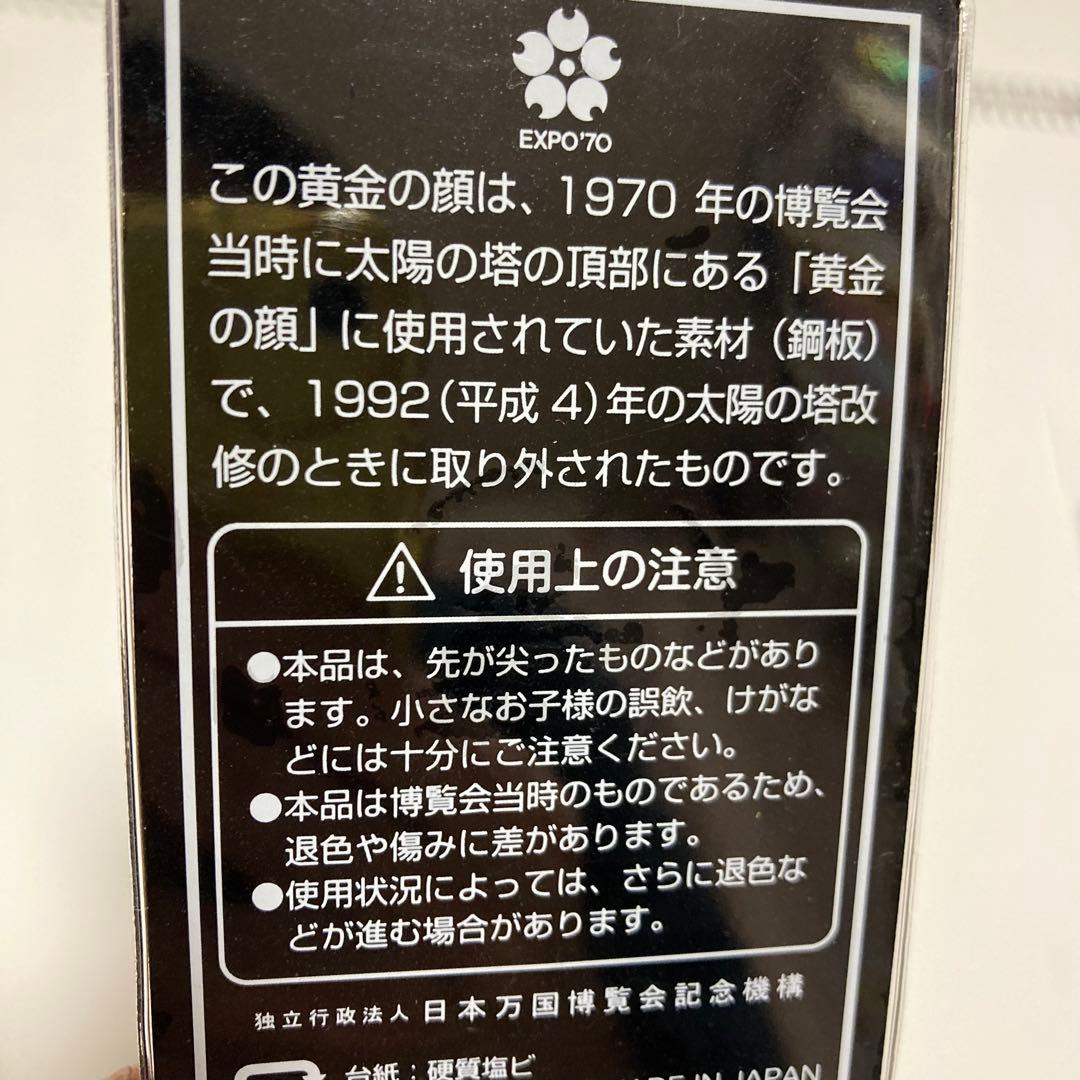 EXPO'70
この黄金の顔は、1970 年の博覧会
当時に太陽の塔の頂部にある「黄金
の顔」に使用されていた素材（鋼板）
で、1992（平成 4）年の太陽の塔改
修のときに取り外されたものです。
使用上の注意
●本品は、先が尖ったものなどがあり
ます。小さなお子様の誤飲、けがな
どには十分にご注意ください。
●本品は博覧会当時のものであるため、
退色や傷みに差があります。
●使用状況によっては、さらに退色な
どが進む場合があります。
独立行政法人 日本万国博覧会記念機構
台紙：硬質塩ビ
MADE IN JAPAN